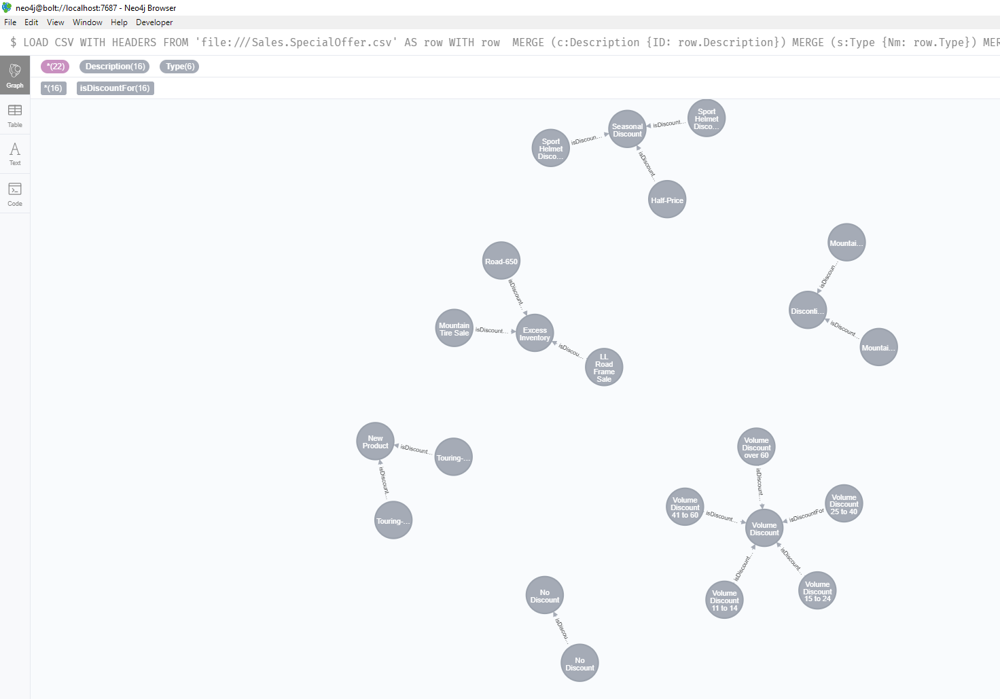 neo4j@bolt://localhost:7687 - Neo4j Browser
File Edit View Window Help Developer
$ LOAD CSV WITH HEADERS FROM 'file:///Sales.SpecialOffer.csv' AS row WITH row  MERGE (c:Description {ID: row.Description}) MERGE (s:Type {Nm: row.Type}) MER
*(22) Description(16) Type(6)
*(16) isDiscountFor(16)
Graph
Table
Text
Code
Sport
Helmet
Disco...
isDiscoun...
Seasonal
Discount
isDiscount...
Sport
Helmet
Disco...
isDiscount...
Half-Price
Road-650
isDiscount...
Mountain
Tire Sale
isDiscount...
Excess
Inventory
isDiscou...
LL
Road
Frame
Sale
Mountai...
isDiscoun...
Disconti...
isDiscount...
Mountai...
New
Product
isDiscount...
Touring-...
isDiscount...
Touring-...
Volume
Discount
over 60
isDiscount...
Volume
Discount
41 to 60
isDiscount...
Volume
Discount
isDiscountFor
Volume
Discount
25 to 40
isDiscount...
Volume
Discount
11 to 14
isDiscount...
Volume
Discount
15 to 24
No
Discount
isDiscou...
No
Discount